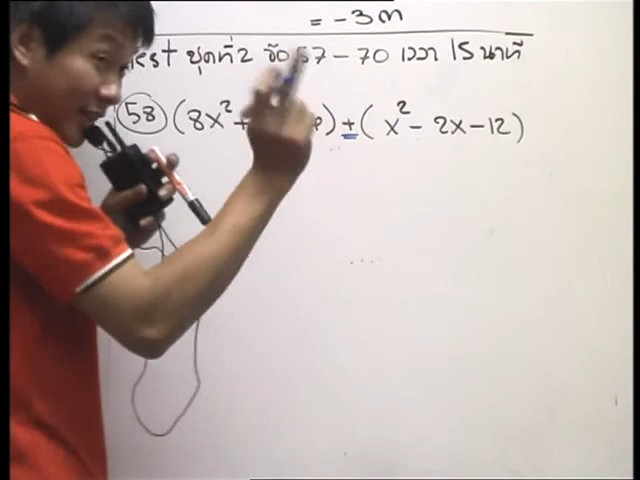 = -3m
est ชุดที่ 2 ข้อ 57 - 70 เวลา 15 นาที
58 (8x² + ) + (x² - 2x - 12)